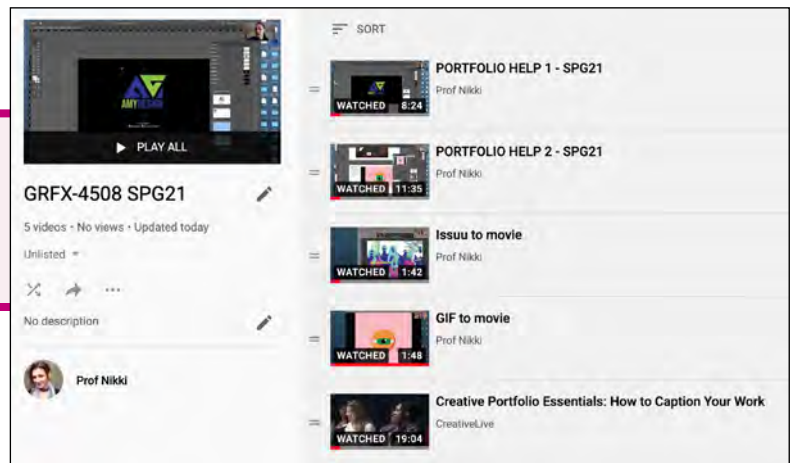 AMYDESIGN
PLAY ALL
GRFX-4508 SPG21
5 videos • No views • Updated today
Unlisted
No description
Prof Nikki
SORT
WATCHED 8:24
PORTFOLIO HELP 1 - SPG21
Prof Nikki
WATCHED 11:35
PORTFOLIO HELP 2 - SPG21
Prof Nikki
WATCHED 1:42
Issuu to movie
Prof Nikki
WATCHED 1:48
GIF to movie
Prof Nikki
WATCHED 19:04
Creative Portfolio Essentials: How to Caption Your Work
CreativeLive